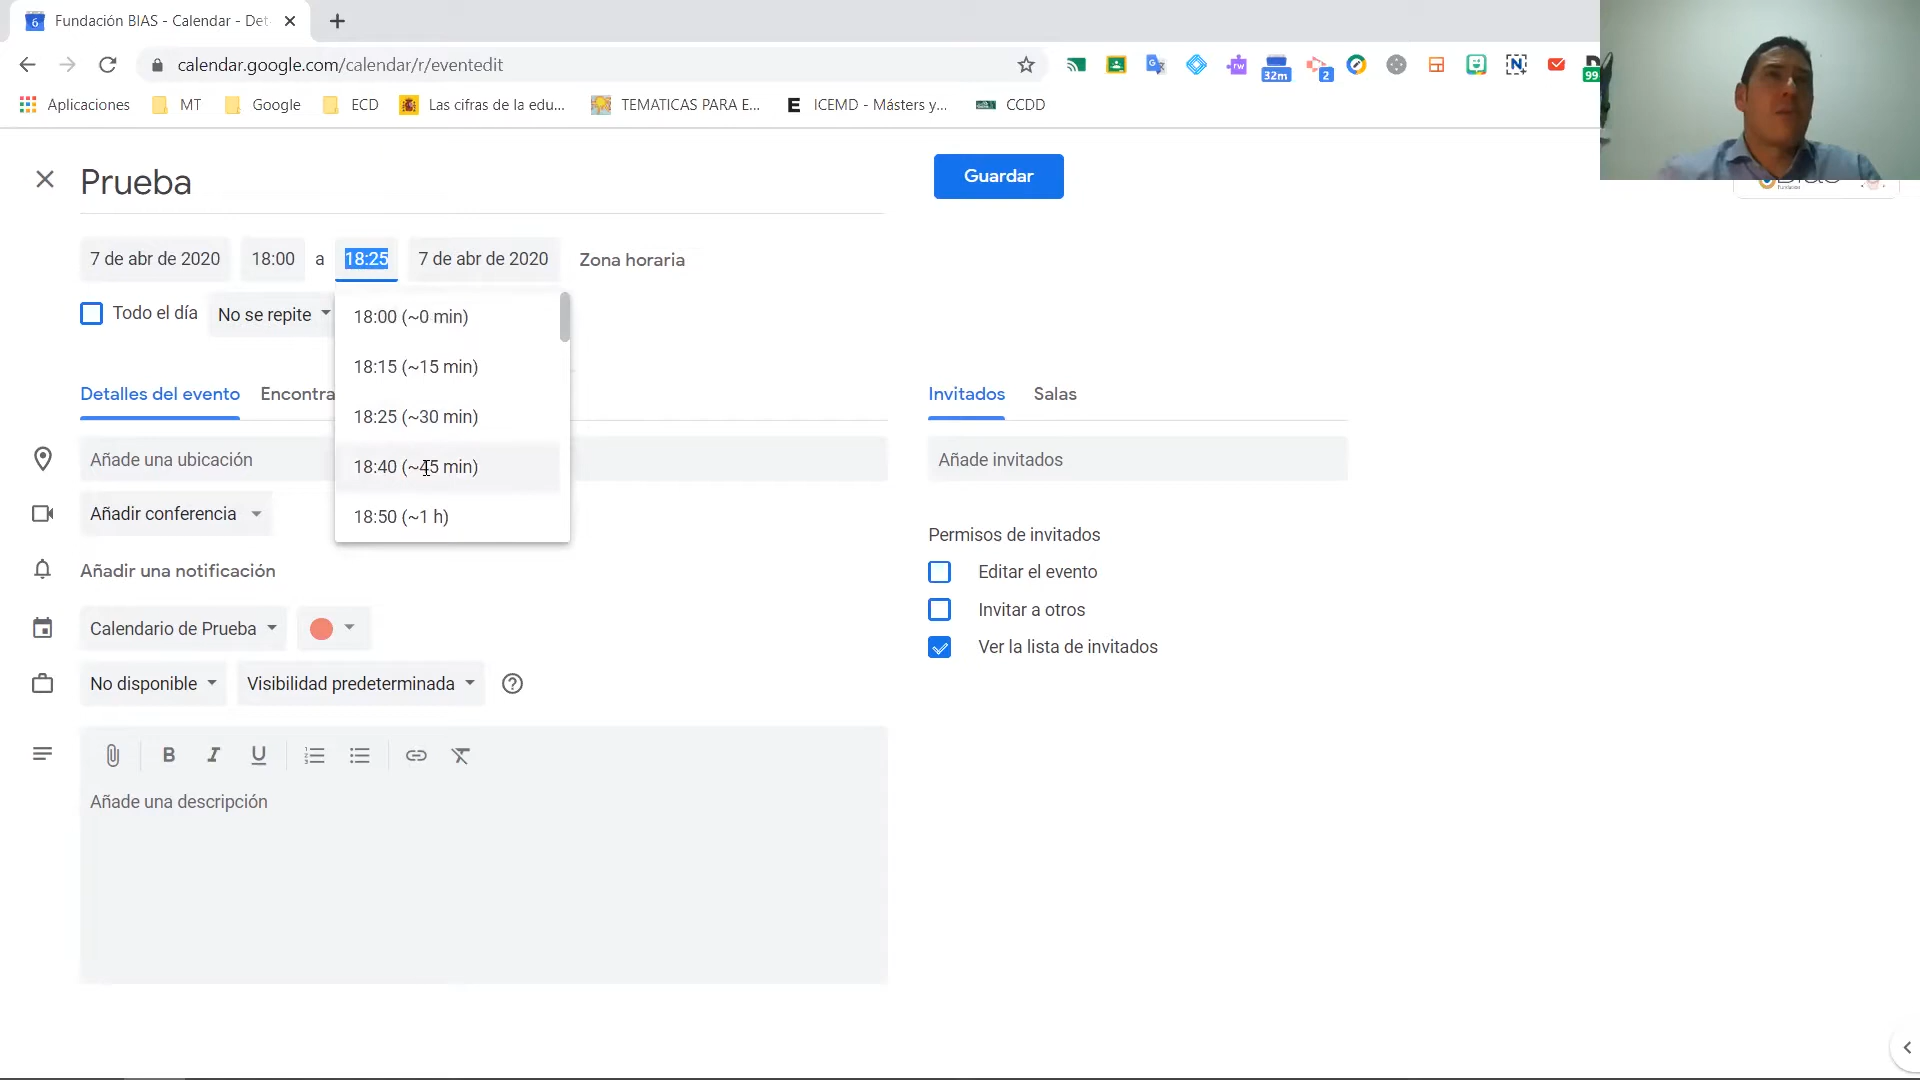 Fundación BIAS - Calendar - Det
calendar.google.com/calendar/r/eventedit
32m
2
99
Aplicaciones
MT
Google
ECD
Las cifras de la edu...
TEMATICAS PARA E...
ICEMD - Másters y...
CCDD
Prueba
Guardar
7 de abr de 2020
18:00
a
18:25
7 de abr de 2020
Zona horaria
Todo el día
No se repite
18:00 (~0 min)
18:15 (~15 min)
18:25 (~30 min)
18:40 (~45 min)
18:50 (~1 h)
Detalles del evento
Encontra
Invitados
Salas
Añade una ubicación
Añade invitados
Añadir conferencia
Permisos de invitados
Añadir una notificación
Editar el evento
Invitar a otros
Calendario de Prueba
Ver la lista de invitados
No disponible
Visibilidad predeterminada
B
I
U
Añade una descripción